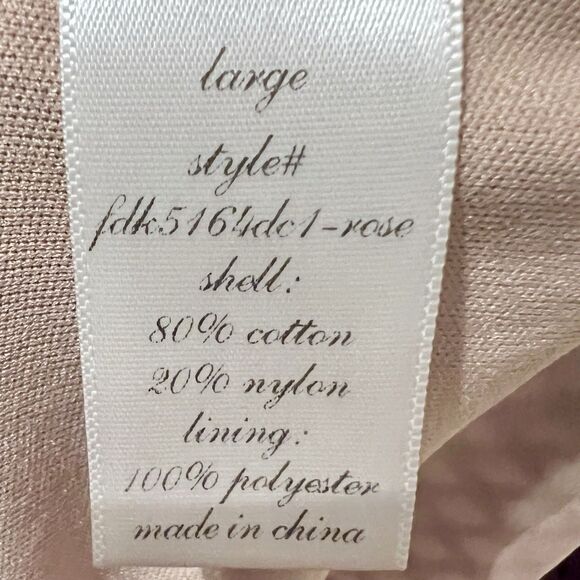 large
style#
fdk5164dc1-rose
shell:
80% cotton
20% nylon
lining:
100% polyester
made in china